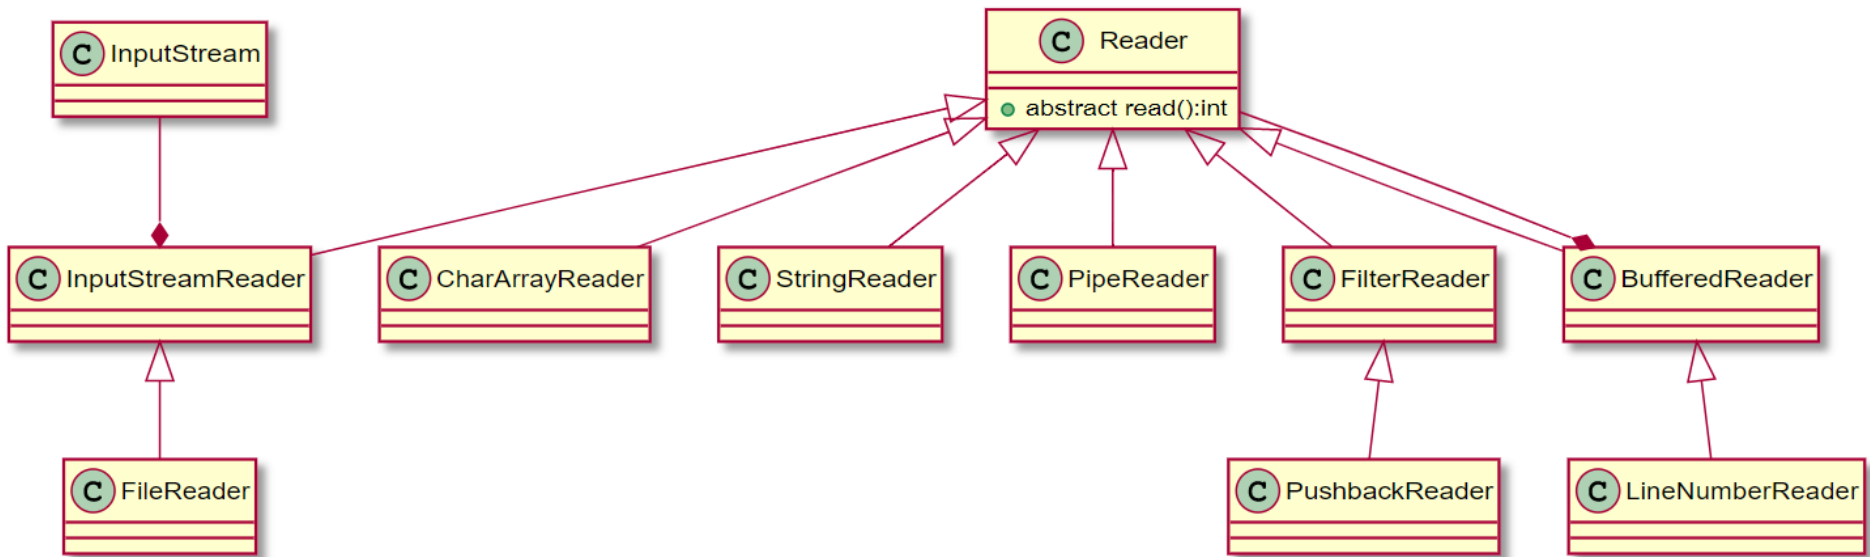 C InputStream
C Reader
abstract read():int
C InputStreamReader
C CharArrayReader
C StringReader
C PipeReader
C FilterReader
C BufferedReader
C FileReader
C PushbackReader
C LineNumberReader